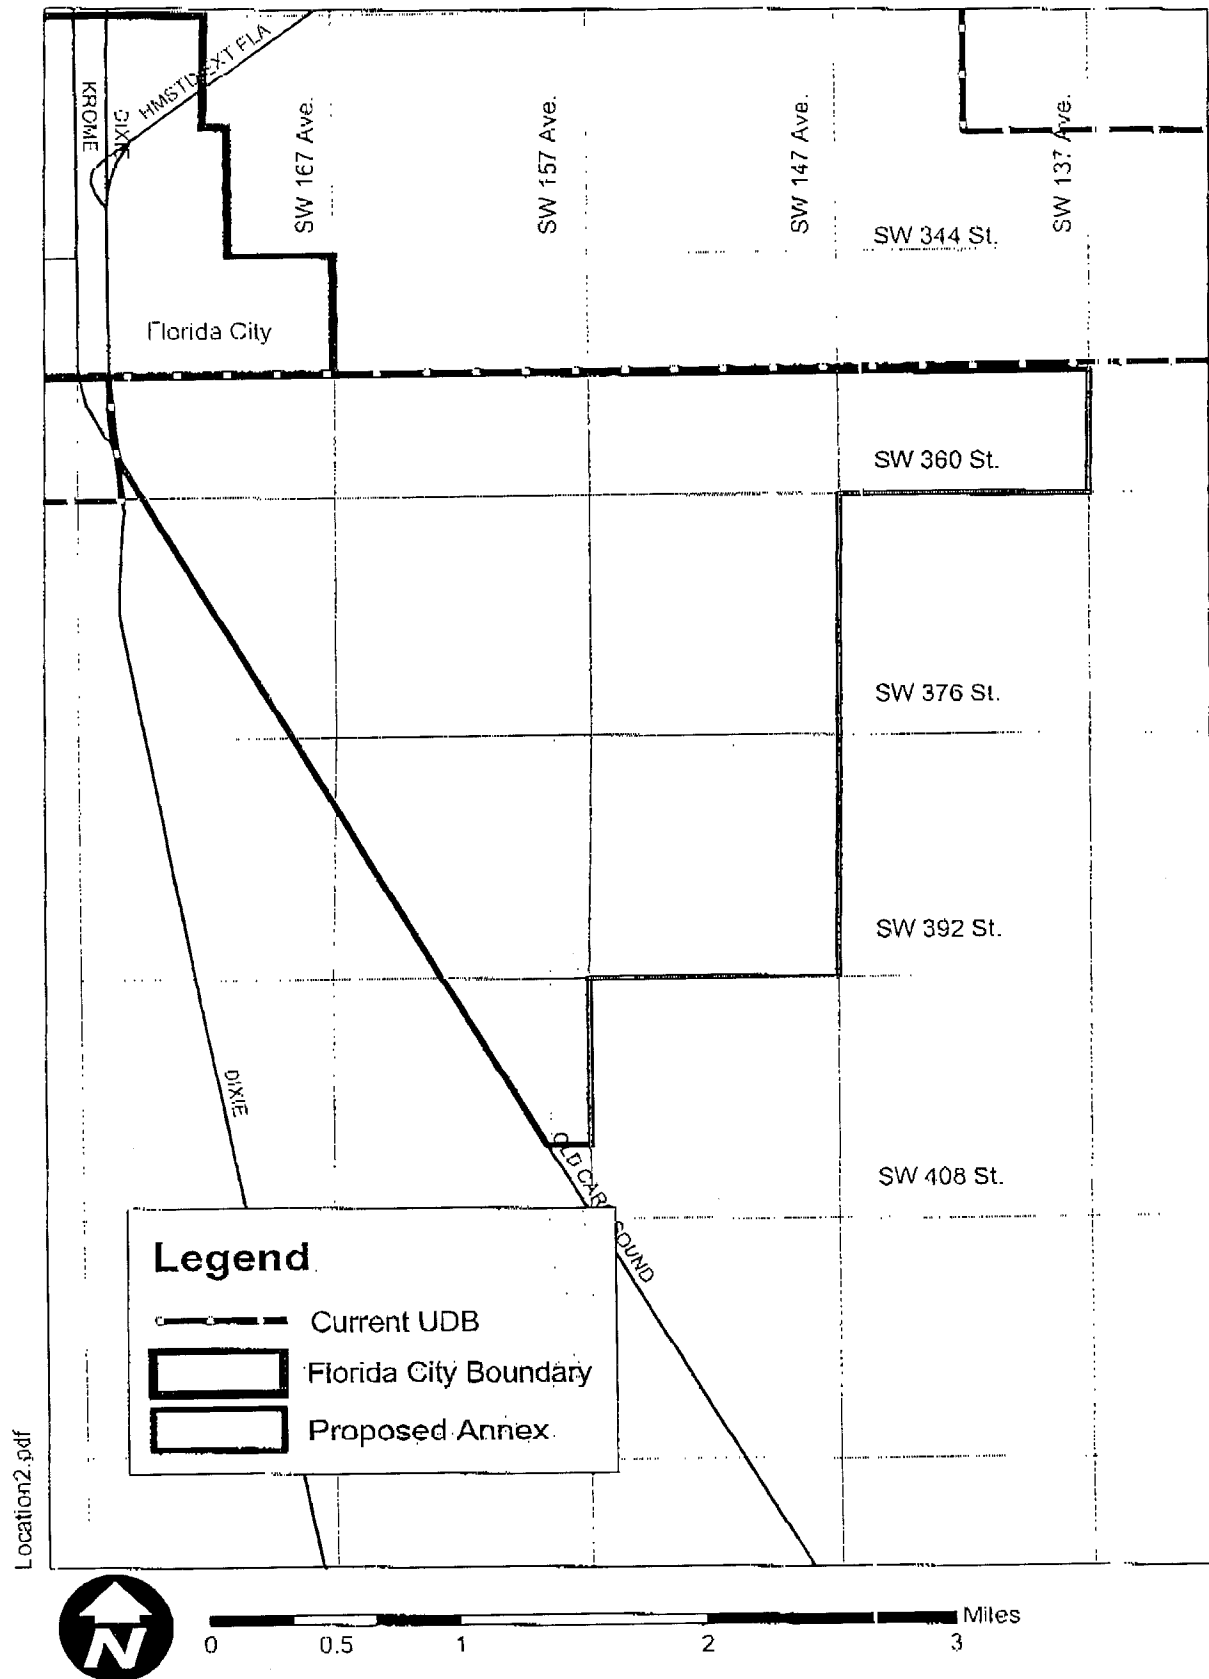 HMSTD EXT FLA
KROME
DIXIE
SW 167 Ave.
SW 157 Ave.
SW 147 Ave.
SW 137 Ave.
SW 344 St.
Florida City
SW 360 St.
SW 376 St.
SW 392 St.
DIXIE
OLD CARD SOUND
SW 408 St.
Legend
Current UDB
Florida City Boundary
Proposed Annex
Location2.pdf
N
0 0.5 1 2 3 Miles